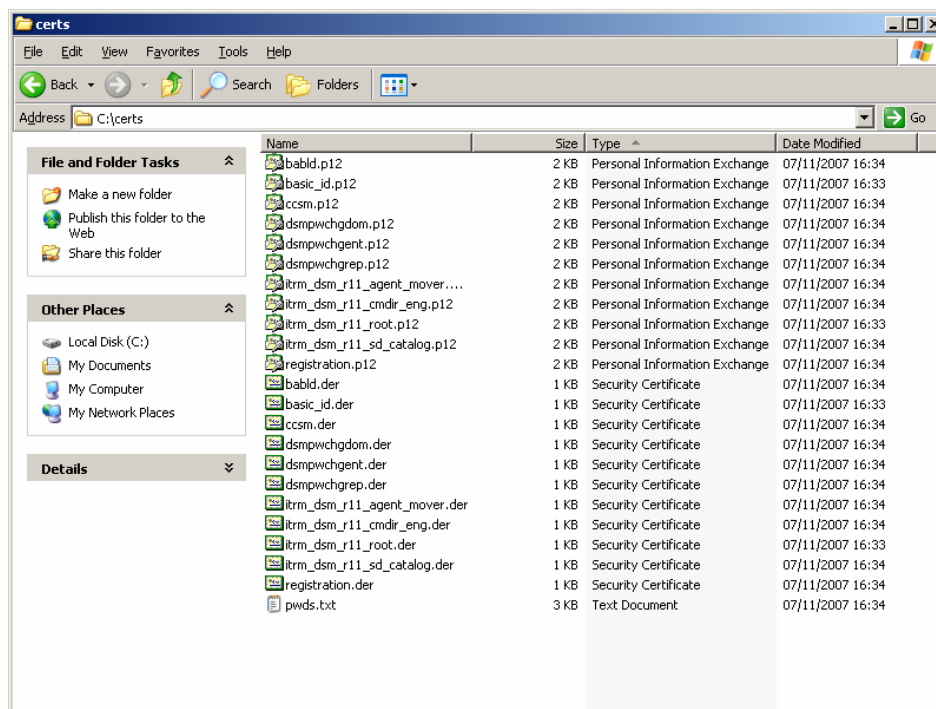 certs
File Edit View Favorites Tools Help
Back Search Folders
Address C:\certs Go
File and Folder Tasks
Make a new folder
Publish this folder to the
Web
Share this folder
Other Places
Local Disk (C:)
My Documents
My Computer
My Network Places
Details
Name Size Type Date Modified
babld.p12 2 KB Personal Information Exchange 07/11/2007 16:34
basic_id.p12 2 KB Personal Information Exchange 07/11/2007 16:33
ccsm.p12 2 KB Personal Information Exchange 07/11/2007 16:34
dsmpwchgdom.p12 2 KB Personal Information Exchange 07/11/2007 16:34
dsmpwchgent.p12 2 KB Personal Information Exchange 07/11/2007 16:34
dsmpwchgrep.p12 2 KB Personal Information Exchange 07/11/2007 16:34
itrm_dsm_r11_agent_mover.... 2 KB Personal Information Exchange 07/11/2007 16:34
itrm_dsm_r11_cmdir_eng.p12 2 KB Personal Information Exchange 07/11/2007 16:34
itrm_dsm_r11_root.p12 2 KB Personal Information Exchange 07/11/2007 16:33
itrm_dsm_r11_sd_catalog.p12 2 KB Personal Information Exchange 07/11/2007 16:34
registration.p12 2 KB Personal Information Exchange 07/11/2007 16:34
babld.der 1 KB Security Certificate 07/11/2007 16:34
basic_id.der 1 KB Security Certificate 07/11/2007 16:33
ccsm.der 1 KB Security Certificate 07/11/2007 16:34
dsmpwchgdom.der 1 KB Security Certificate 07/11/2007 16:34
dsmpwchgent.der 1 KB Security Certificate 07/11/2007 16:34
dsmpwchgrep.der 1 KB Security Certificate 07/11/2007 16:34
itrm_dsm_r11_agent_mover.der 1 KB Security Certificate 07/11/2007 16:34
itrm_dsm_r11_cmdir_eng.der 1 KB Security Certificate 07/11/2007 16:34
itrm_dsm_r11_root.der 1 KB Security Certificate 07/11/2007 16:33
itrm_dsm_r11_sd_catalog.der 1 KB Security Certificate 07/11/2007 16:34
registration.der 1 KB Security Certificate 07/11/2007 16:34
pwds.txt 3 KB Text Document 07/11/2007 16:34